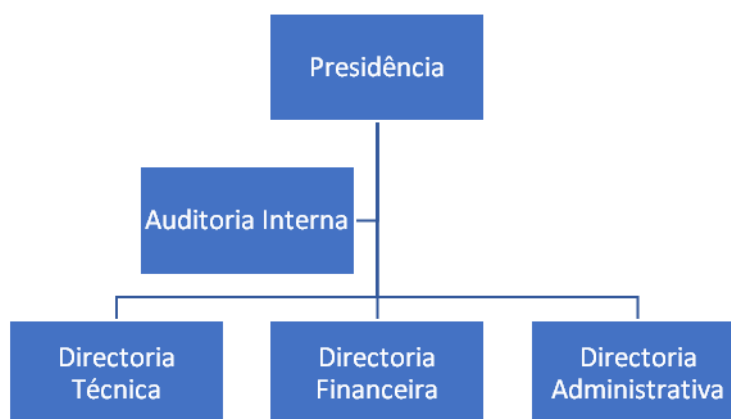 Presidência
Auditoria Interna
Directoria
Técnica
Directoria
Financeira
Directoria
Administrativa